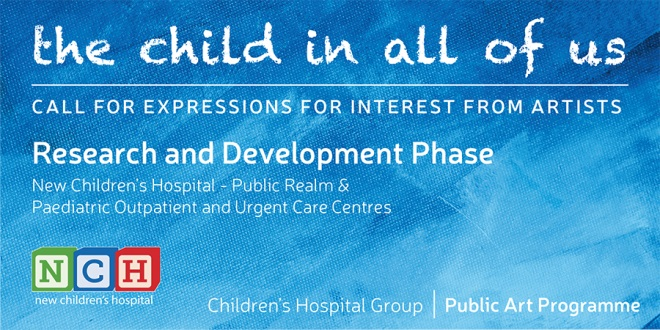 the child in all of us
CALL FOR EXPRESSIONS FOR INTEREST FROM ARTISTS
Research and Development Phase
New Children's Hospital - Public Realm &
Paediatric Outpatient and Urgent Care Centres
NCH
new children's hospital
Children's Hospital Group | Public Art Programme